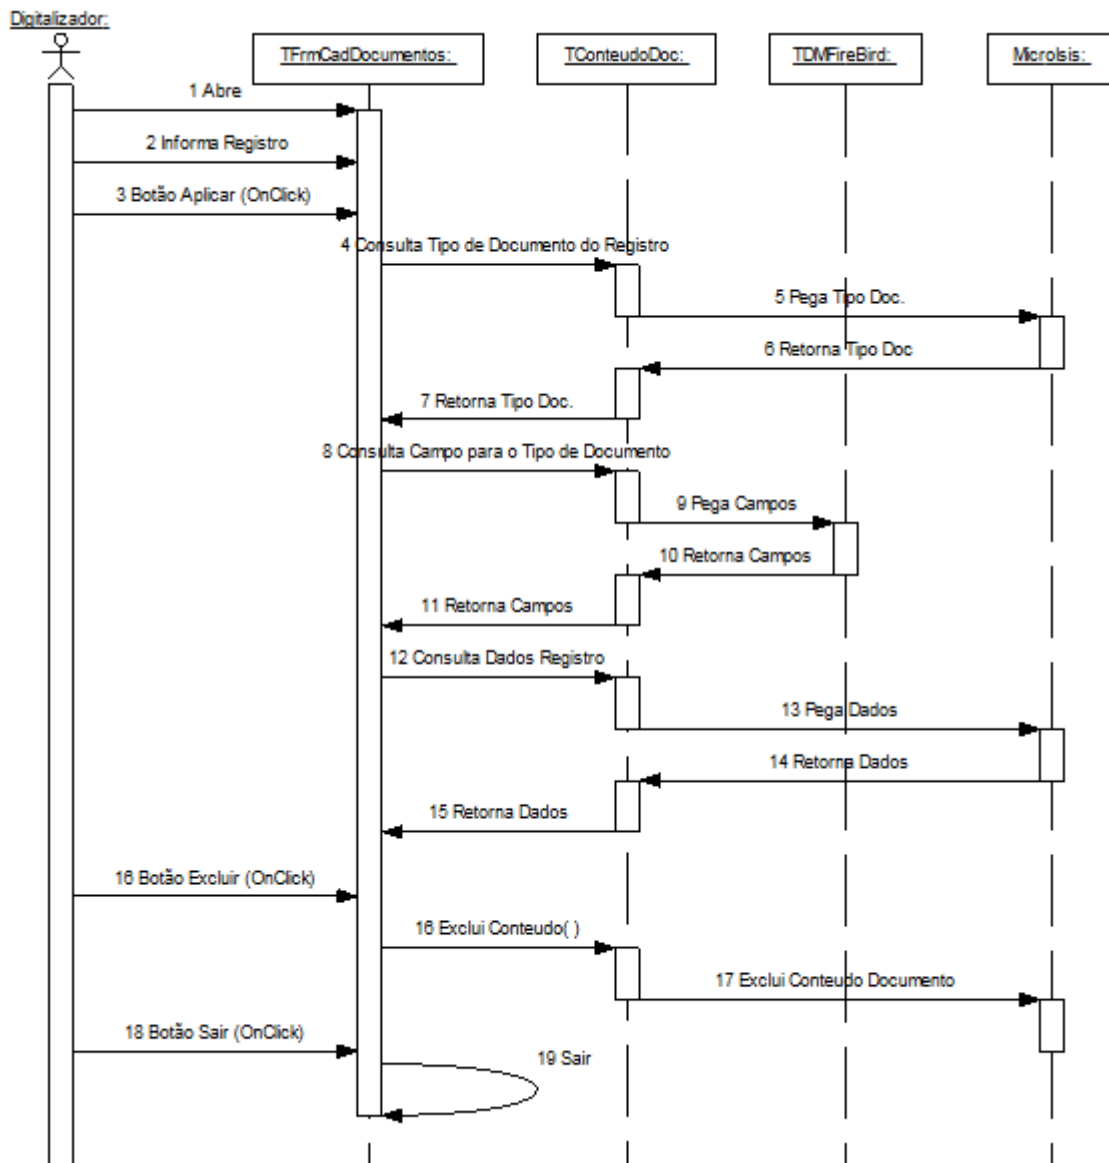 Digitalizador:
TFrmCadDocumentos:
TConteudoDoc:
TDMFireBird:
MicroIsis:
1 Abre
2 Informa Registro
3 Botão Aplicar (OnClick)
4 Consulta Tipo de Documento do Registro
5 Pega Tipo Doc.
6 Retorna Tipo Doc
7 Retorna Tipo Doc.
8 Consulta Campo para o Tipo de Documento
9 Pega Campos
10 Retorna Campos
11 Retorna Campos
12 Consulta Dados Registro
13 Pega Dados
14 Retorna Dados
15 Retorna Dados
16 Botão Excluir (OnClick)
16 Exclui Conteudo( )
17 Exclui Conteudo Documento
18 Botão Sair (OnClick)
19 Sair